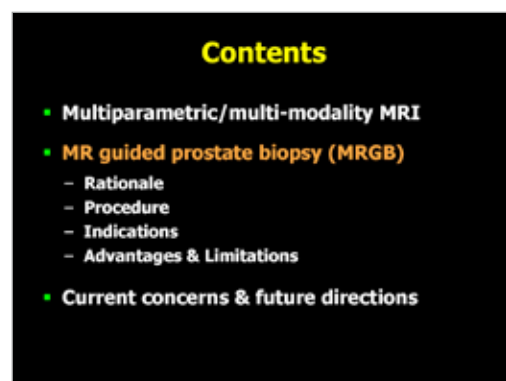 Contents
▪ Multiparametric/multi-modality MRI
▪ MR guided prostate biopsy (MRGB)
– Rationale
– Procedure
– Indications
– Advantages & Limitations
▪ Current concerns & future directions